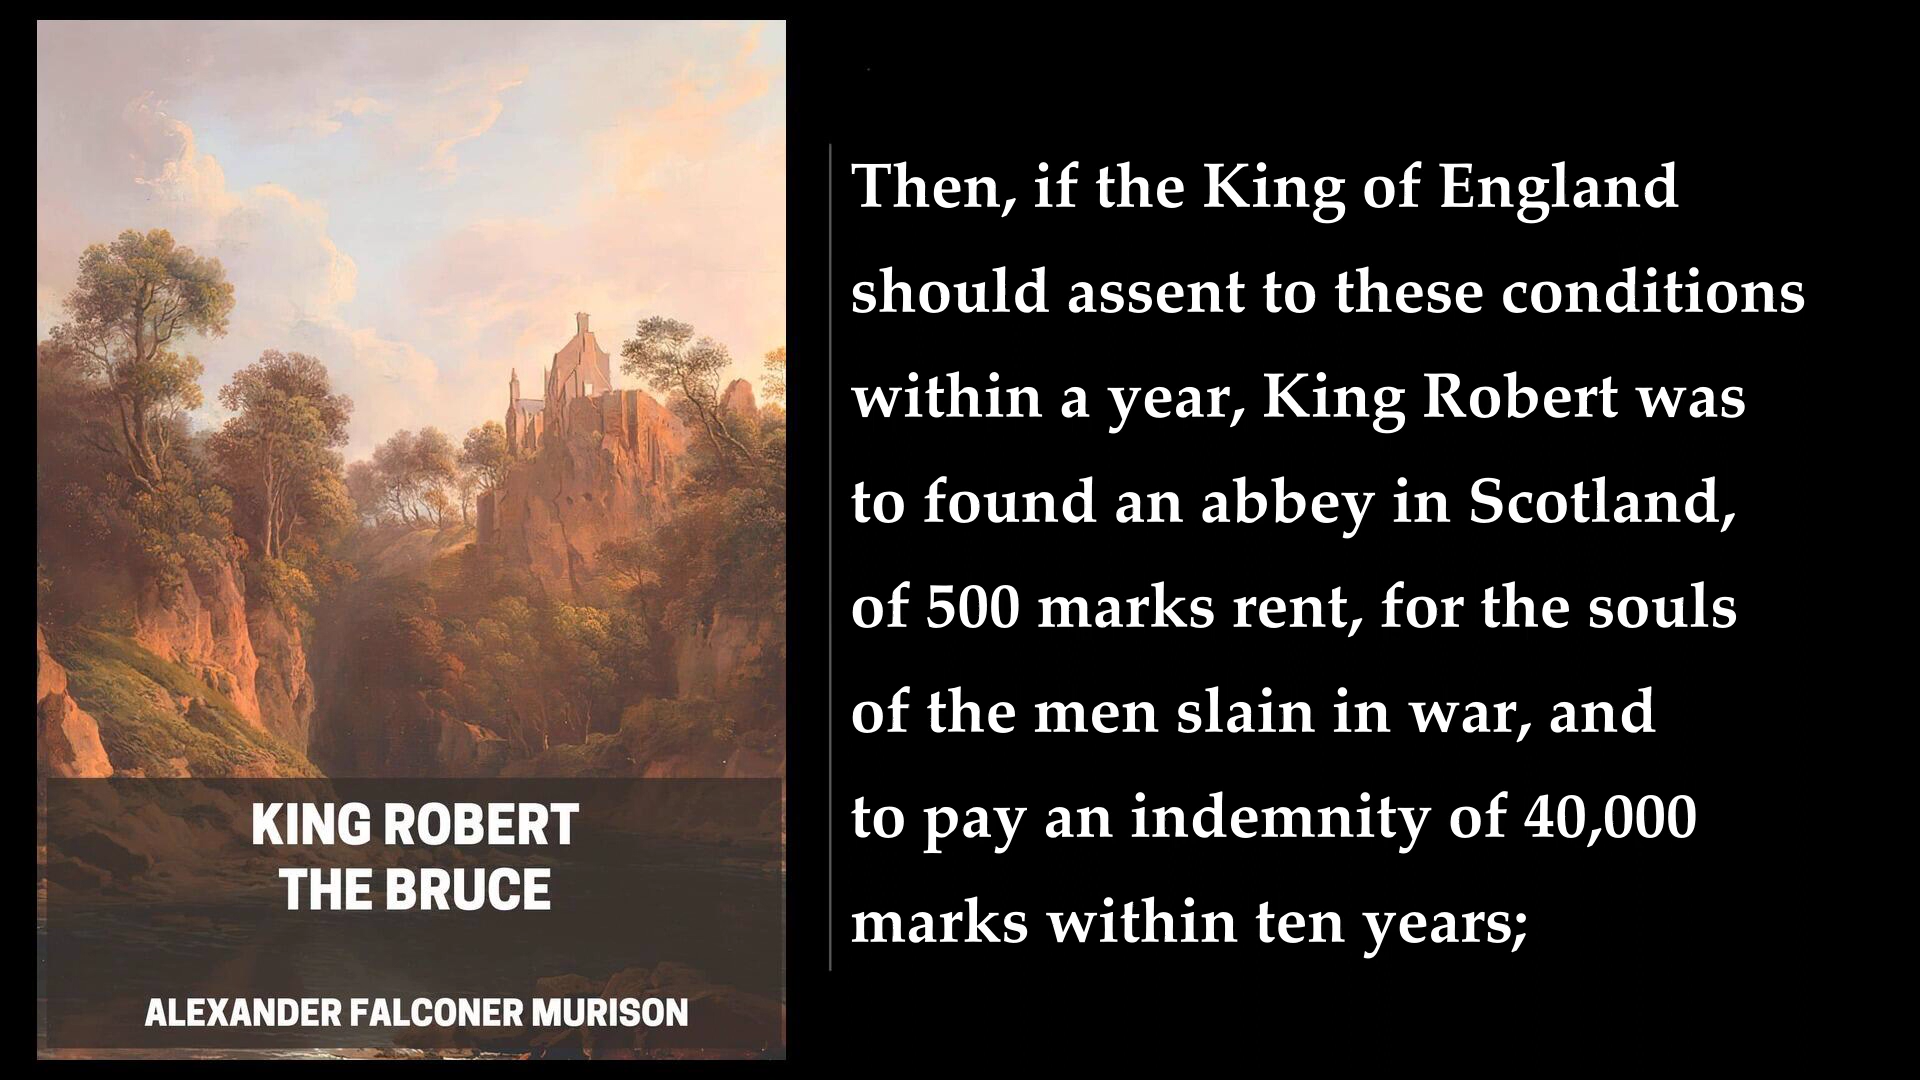 KING ROBERT
THE BRUCE
ALEXANDER FALCONER MURISON
Then, if the King of England
should assent to these conditions
within a year, King Robert was
to found an abbey in Scotland,
of 500 marks rent, for the souls
of the men slain in war, and
to pay an indemnity of 40,000
marks within ten years;